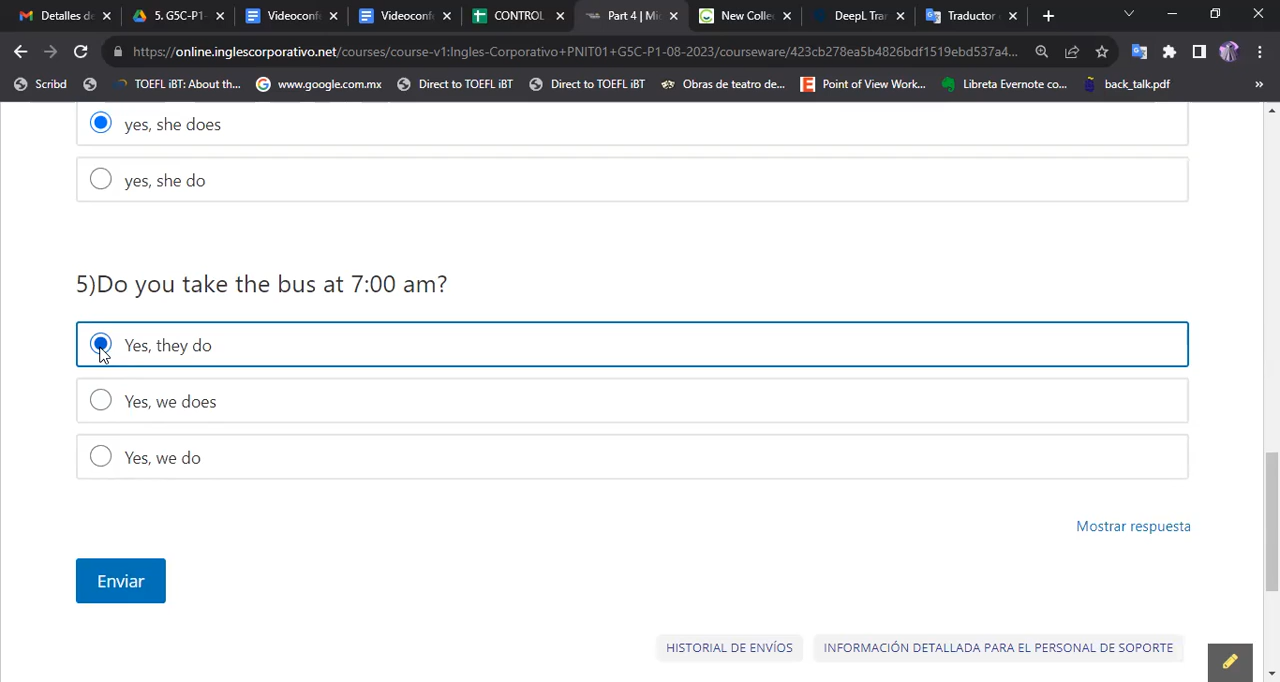 Detalles de
5. G5C-P1-
Videoconfu
Videoconfe
CONTROL
Part 4 | Mi
New Colle
DeepL Tra
Traductor
https://online.inglescorporativo.net/courses/course-v1:Ingles-Corporativo+PNIT01+G5C-P1-08-2023/courseware/423cb278ea5b4826bdf1519ebd537a4...
Scribd
TOEFL iBT: About th...
www.google.com.mx
Direct to TOEFL iBT
Direct to TOEFL iBT
Obras de teatro de...
Point of View Work...
Libreta Evernote co...
back_talk.pdf
»
yes, she does
yes, she do
5)Do you take the bus at 7:00 am?
Yes, they do
Yes, we does
Yes, we do
Mostrar respuesta
Enviar
HISTORIAL DE ENVÍOS
INFORMACIÓN DETALLADA PARA EL PERSONAL DE SOPORTE